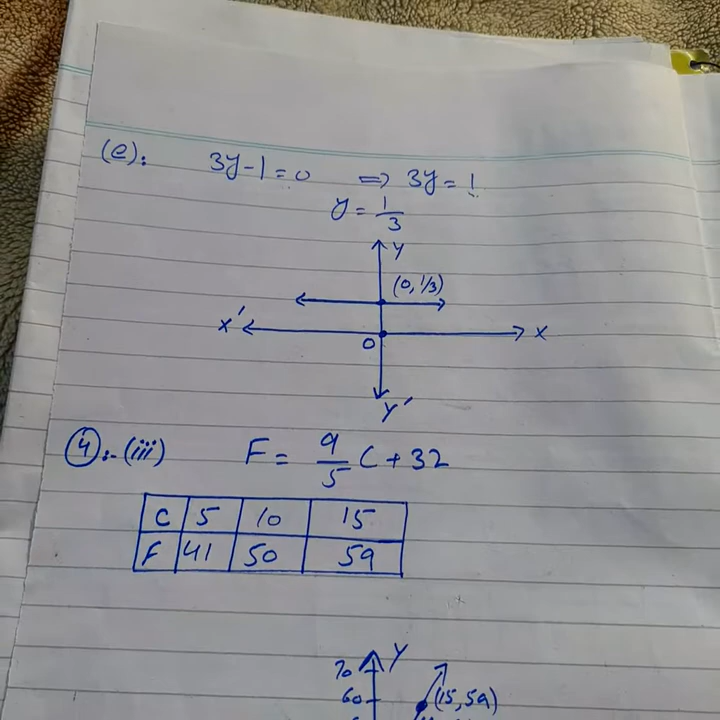 (e):. 3y-1=0 ⇒ 3y=1
y = 1/3
Y
(0, 1/3)
X' X
O
Y'
4:-(iii) F = 9/5 C + 32
C 5 10 15
F 41 50 59
70 Y
60 (15,59)